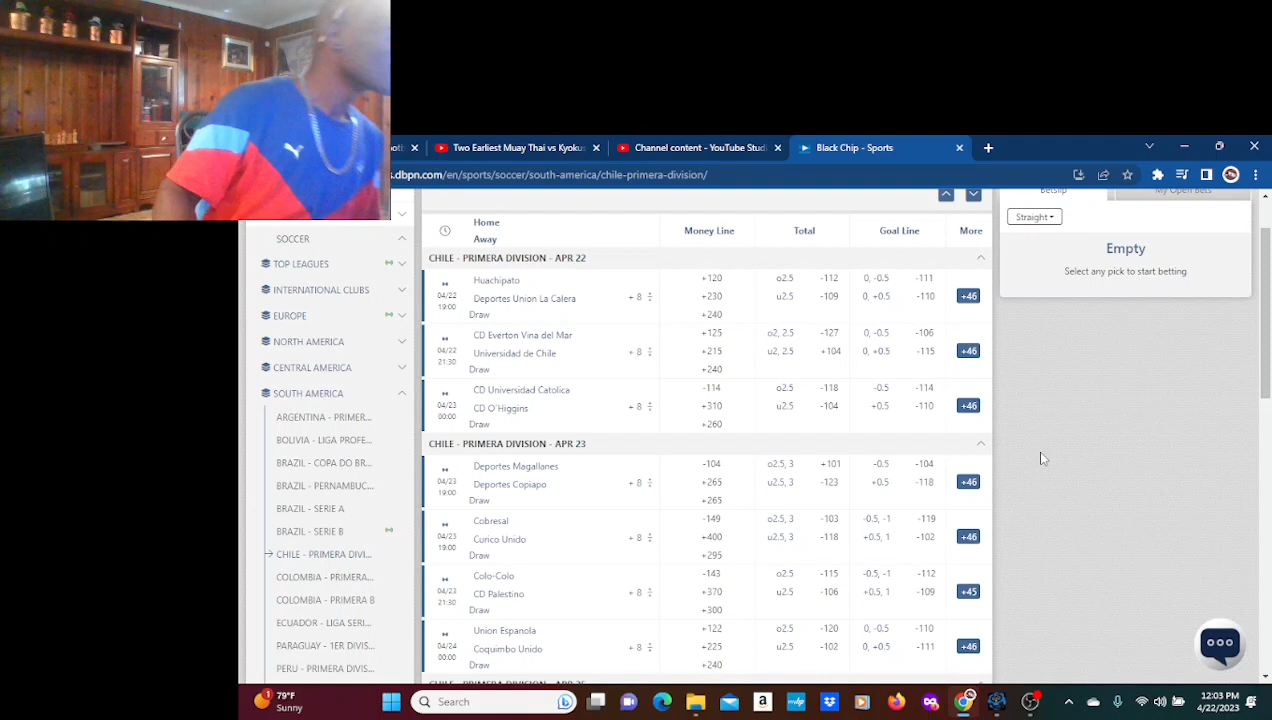 Two Earliest Muay Thai vs Kyokus
Channel content - YouTube Studi
Black Chip - Sports
.dbpn.com/en/sports/soccer/south-america/chile-primera-division/
Betslip
My Open Bets
Straight
Empty
Select any pick to start betting
SOCCER
TOP LEAGUES
INTERNATIONAL CLUBS
EUROPE
NORTH AMERICA
CENTRAL AMERICA
SOUTH AMERICA
ARGENTINA - PRIMER...
BOLIVIA - LIGA PROFE...
BRAZIL - COPA DO BR...
BRAZIL - PERNAMBUC...
BRAZIL - SERIE A
BRAZIL - SERIE B
CHILE - PRIMERA DIVI...
COLOMBIA - PRIMERA...
COLOMBIA - PRIMERA B
ECUADOR - LIGA SERI...
PARAGUAY - 1ER DIVIS...
PERU - PRIMERA DIVIS...
Home
Away
Money Line
Total
Goal Line
More
CHILE - PRIMERA DIVISION - APR 22
Huachipato +120 o2.5 -112 0, -0.5 -111
04/22 19:00 Deportes Union La Calera + 8 +230 u2.5 -109 0, +0.5 -110 +46
Draw +240
CD Everton Vina del Mar +125 o2, 2.5 -127 0, -0.5 -106
04/22 21:30 Universidad de Chile + 8 +215 u2, 2.5 +104 0, +0.5 -115 +46
Draw +240
CD Universidad Catolica -114 o2.5 -118 -0.5 -114
04/23 00:00 CD O'Higgins + 8 +310 u2.5 -104 +0.5 -110 +46
Draw +260
CHILE - PRIMERA DIVISION - APR 23
Deportes Magallanes -104 o2.5, 3 +101 -0.5 -104
04/23 19:00 Deportes Copiapo + 8 +265 u2.5, 3 -123 +0.5 -118 +46
Draw +265
Cobresal -149 o2.5, 3 -103 -0.5, -1 -119
04/23 19:00 Curico Unido + 8 +400 u2.5, 3 -118 +0.5, 1 -102 +46
Draw +295
Colo-Colo -143 o2.5 -115 -0.5, -1 -112
04/23 21:30 CD Palestino + 8 +370 u2.5 -106 +0.5, 1 -109 +45
Draw +300
Union Espanola +122 o2.5 -120 0, -0.5 -110
04/24 00:00 Coquimbo Unido + 8 +225 u2.5 -102 0, +0.5 -111 +46
Draw +240
79°F
Sunny
Search
12:03 PM
4/22/2023